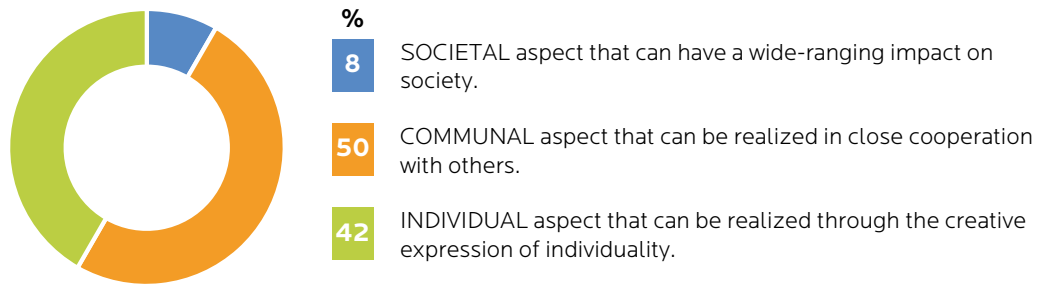 %
8
SOCIETAL aspect that can have a wide-ranging impact on
society.
50
COMMUNAL aspect that can be realized in close cooperation
with others.
42
INDIVIDUAL aspect that can be realized through the creative
expression of individuality.